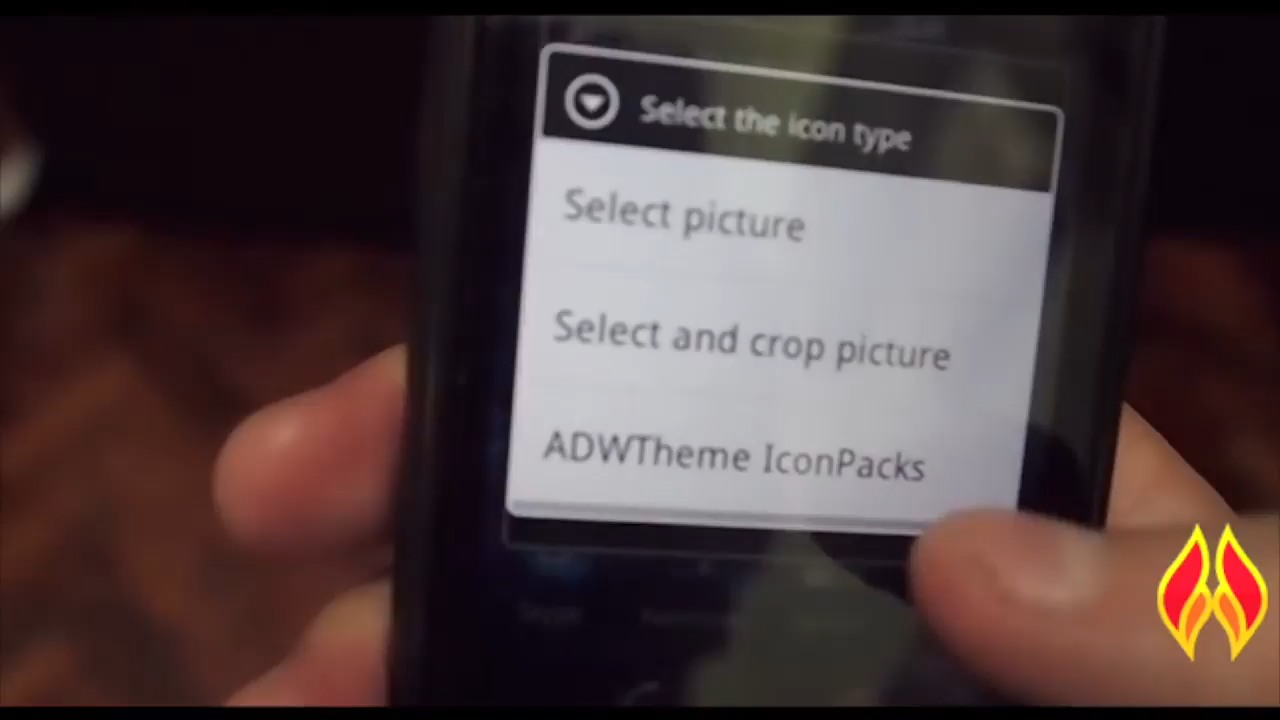 Select the icon type
Select picture
Select and crop picture
ADWTheme IconPacks